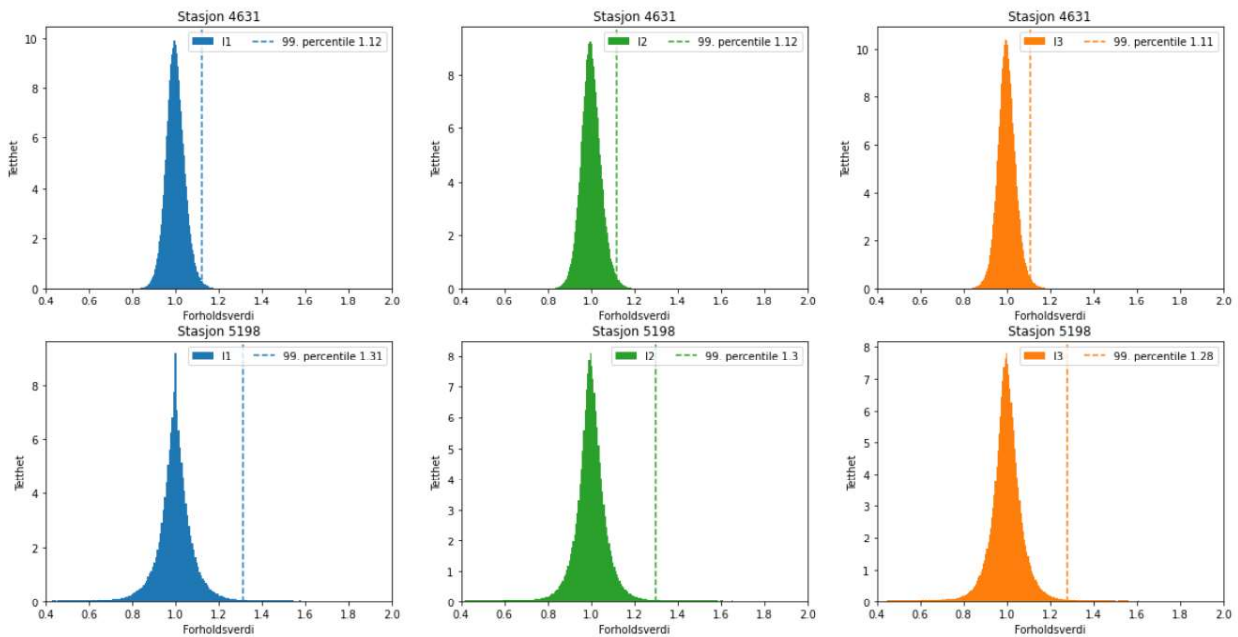 Stasjon 4631
I1 99. percentile 1.12
Tetthet
10
8
6
4
2
0
0.4 0.6 0.8 1.0 1.2 1.4 1.6 1.8 2.0
Forholdsverdi
Stasjon 4631
I2 99. percentile 1.12
Tetthet
8
6
4
2
0
0.4 0.6 0.8 1.0 1.2 1.4 1.6 1.8 2.0
Forholdsverdi
Stasjon 4631
I3 99. percentile 1.11
Tetthet
10
8
6
4
2
0
0.4 0.6 0.8 1.0 1.2 1.4 1.6 1.8 2.0
Forholdsverdi
Stasjon 5198
I1 99. percentile 1.31
Tetthet
8
6
4
2
0
0.4 0.6 0.8 1.0 1.2 1.4 1.6 1.8 2.0
Forholdsverdi
Stasjon 5198
I2 99. percentile 1.3
Tetthet
8
7
6
5
4
3
2
1
0
0.4 0.6 0.8 1.0 1.2 1.4 1.6 1.8 2.0
Forholdsverdi
Stasjon 5198
I3 99. percentile 1.28
Tetthet
8
7
6
5
4
3
2
1
0
0.4 0.6 0.8 1.0 1.2 1.4 1.6 1.8 2.0
Forholdsverdi